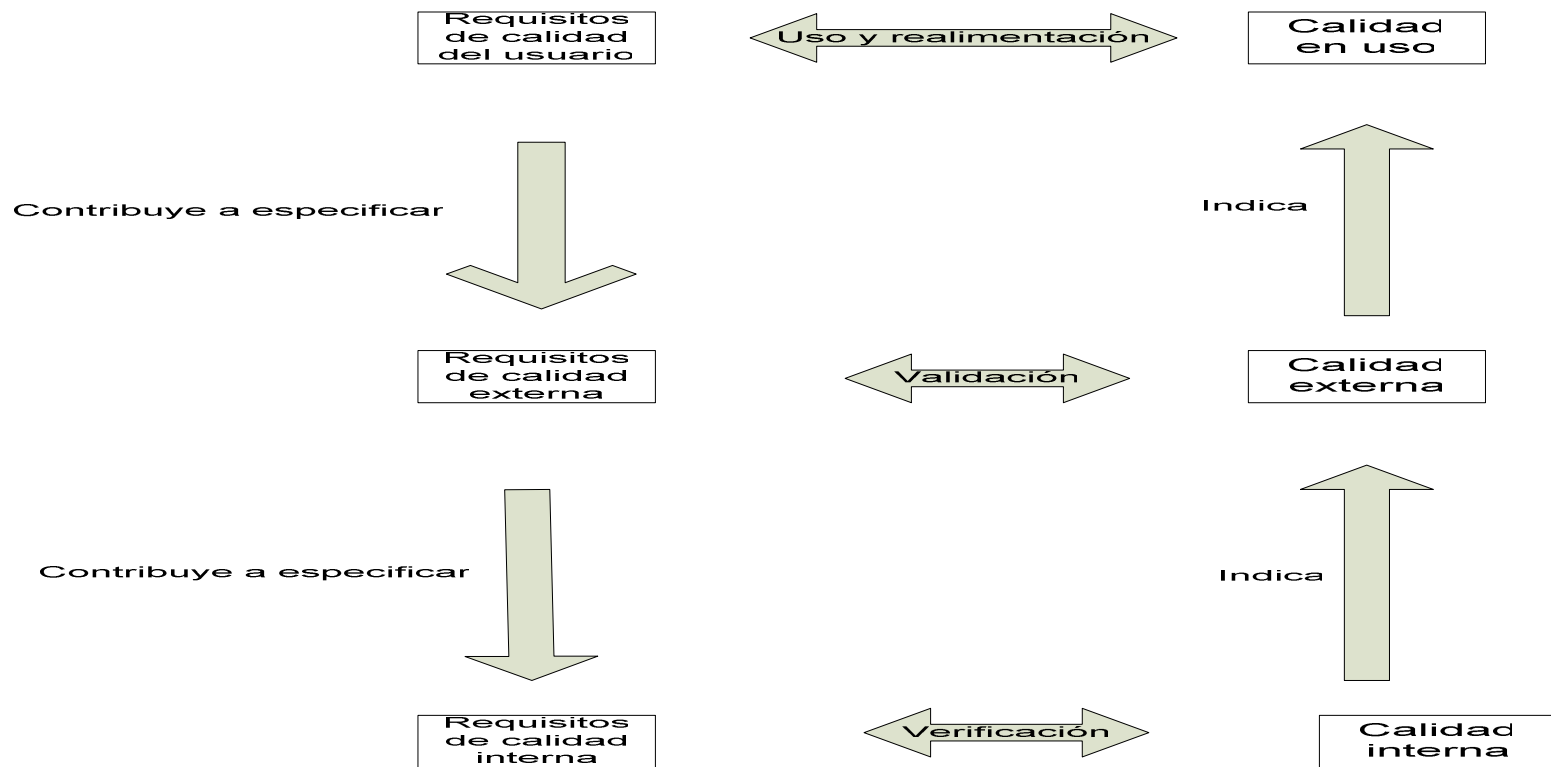 Requisitos
de calidad
del usuario
Uso y realimentación
Calidad
en uso
Contribuye a especificar
Indica
Requisitos
de calidad
externa
Validación
Calidad
externa
Contribuye a especificar
Indica
Requisitos
de calidad
interna
Verificación
Calidad
interna